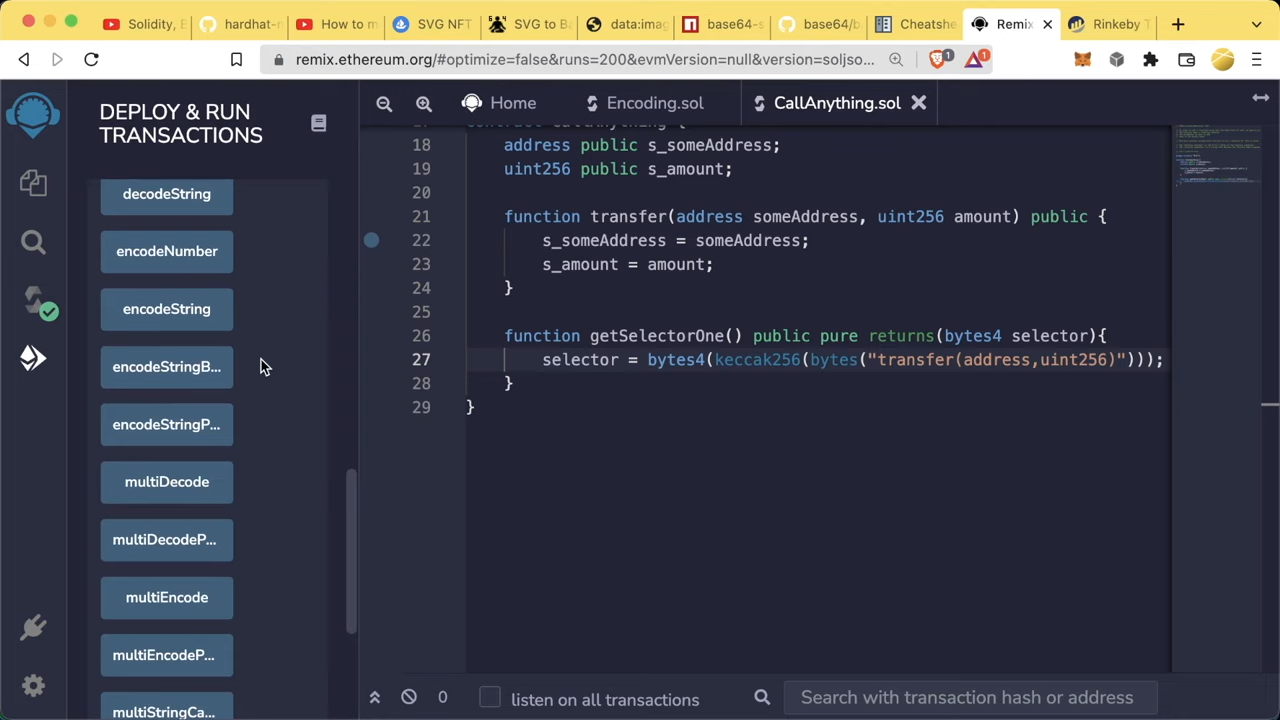 Solidity, E
hardhat-n
How to m
SVG NFT
SVG to Ba
data:imag
base64-s
base64/b
Cheatshe
Remix
Rinkeby T
remix.ethereum.org/#optimize=false&runs=200&evmVersion=null&version=soljso...
1
1
DEPLOY & RUN
TRANSACTIONS
Home
Encoding.sol
CallAnything.sol
decodeString
encodeNumber
encodeString
encodeStringB...
encodeStringP...
multiDecode
multiDecodeP...
multiEncode
multiEncodeP...
multiStringCa...
contract CallAnything {
18 address public s_someAddress;
19 uint256 public s_amount;
20
21 function transfer(address someAddress, uint256 amount) public {
22 s_someAddress = someAddress;
23 s_amount = amount;
24 }
25
26 function getSelectorOne() public pure returns(bytes4 selector){
27 selector = bytes4(keccak256(bytes("transfer(address,uint256)")));
28 }
29 }
0
listen on all transactions
Search with transaction hash or address